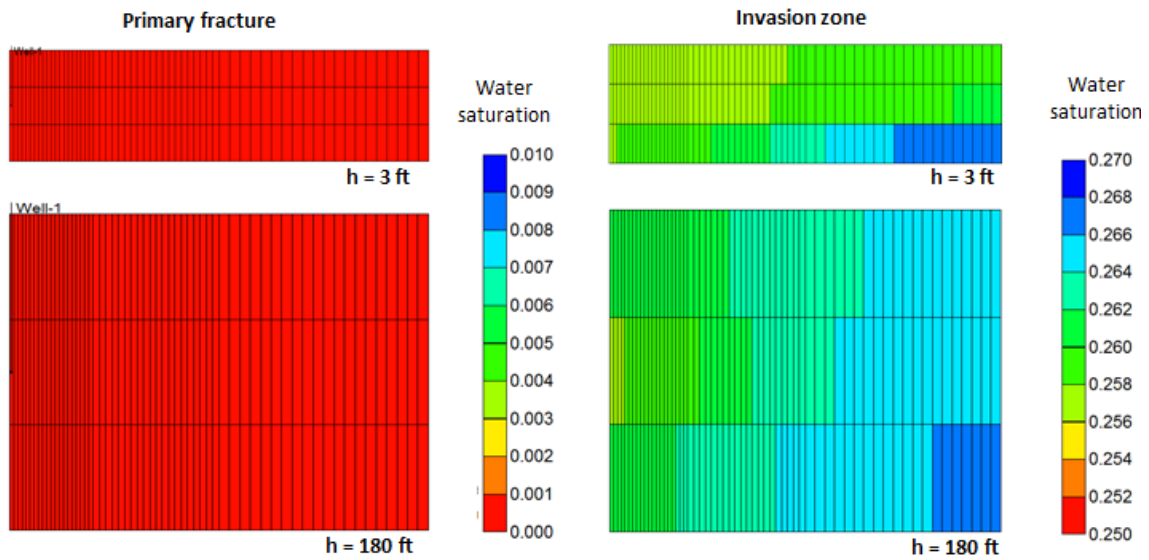 Primary fracture
Invasion zone
Well-1
h = 3 ft
Water
saturation
0.010
0.009
0.008
0.007
0.006
0.005
0.004
0.003
0.002
0.001
0.000
h = 3 ft
Water
saturation
0.270
0.268
0.266
0.264
0.262
0.260
0.258
0.256
0.254
0.252
0.250
Well-1
h = 180 ft
h = 180 ft